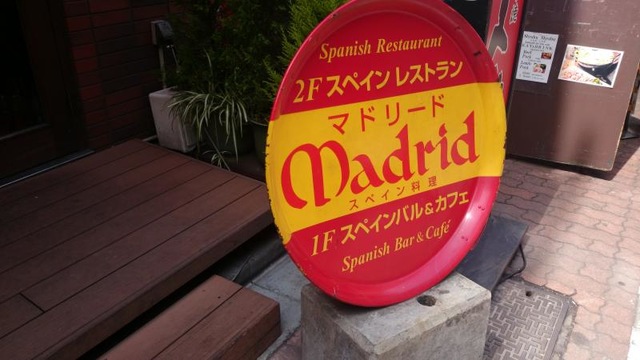 Spanish Restaurant
2F スペイン レストラン
マドリード
Madrid
スペイン料理
1F スペインバル&カフェ
Spanish Bar & Café